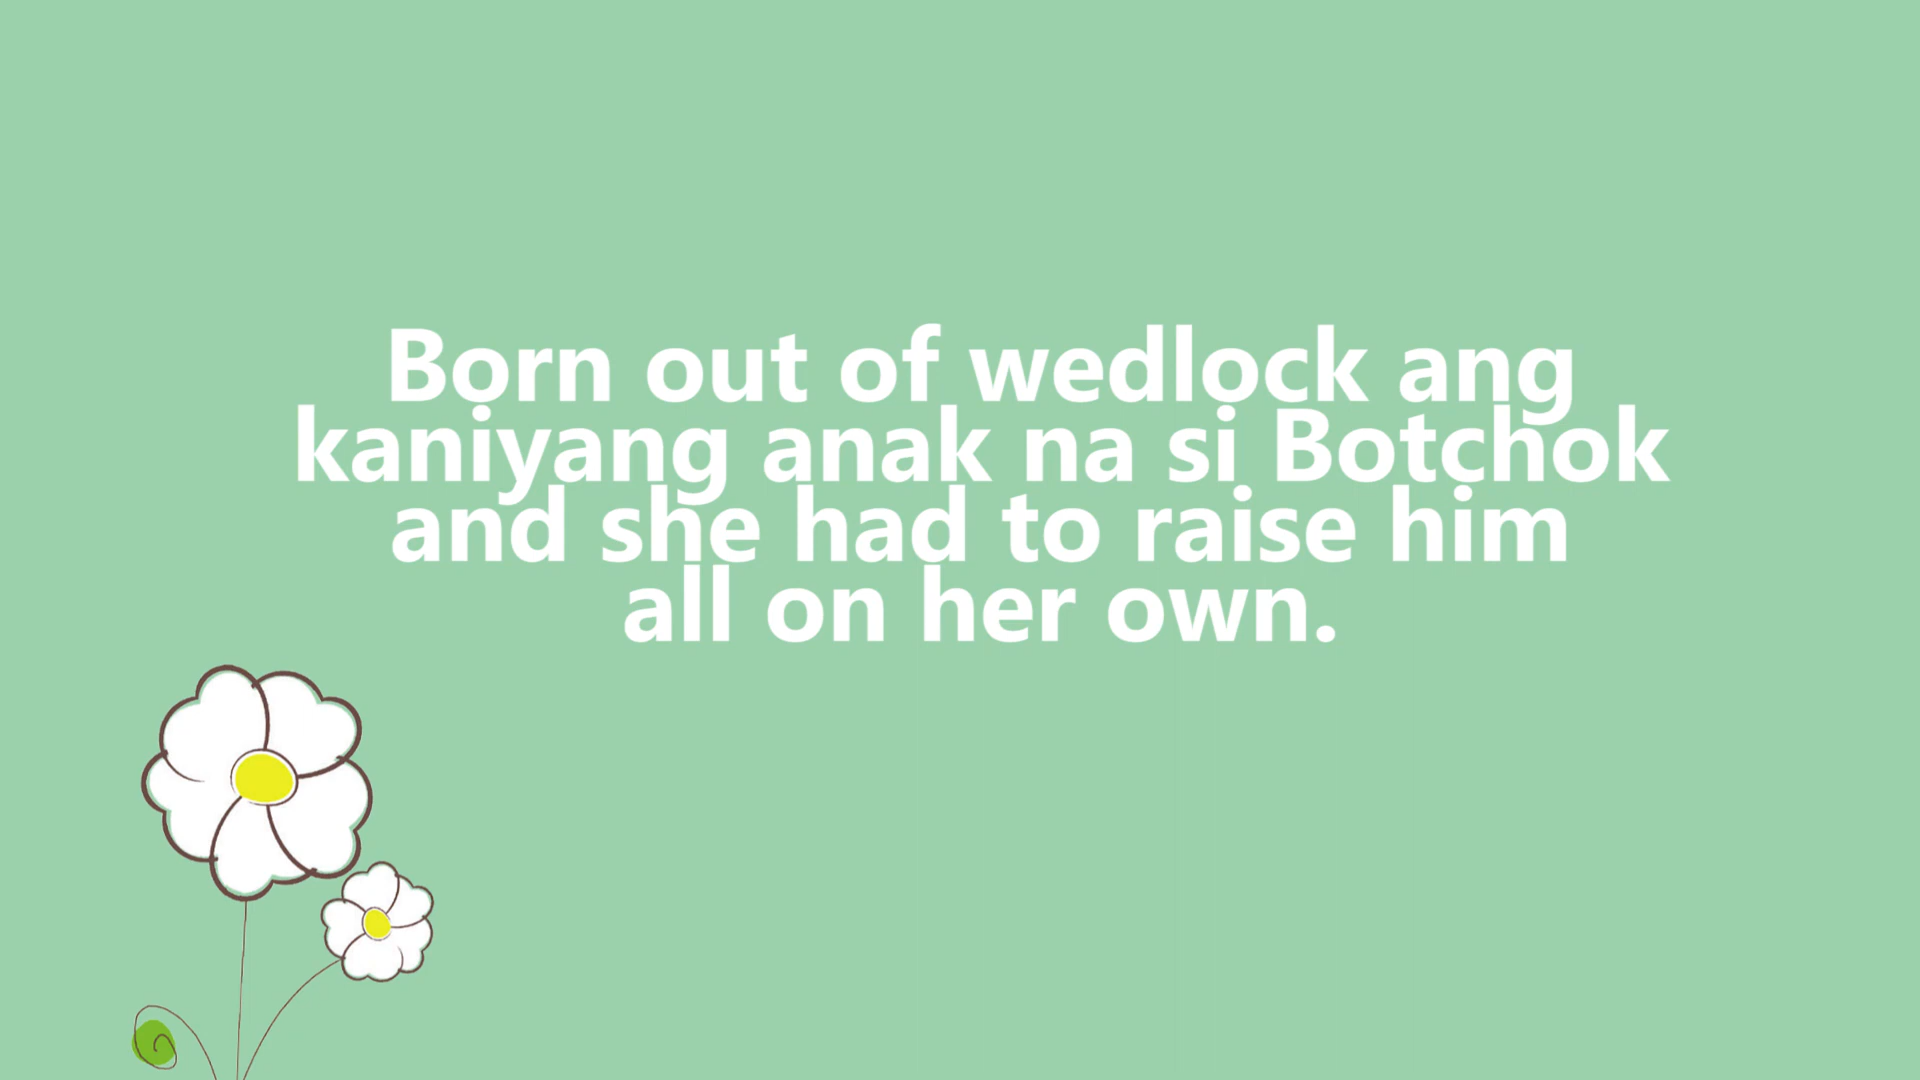 Born out of wedlock ang
kaniyang anak na si Botchok
and she had to raise him
all on her own.